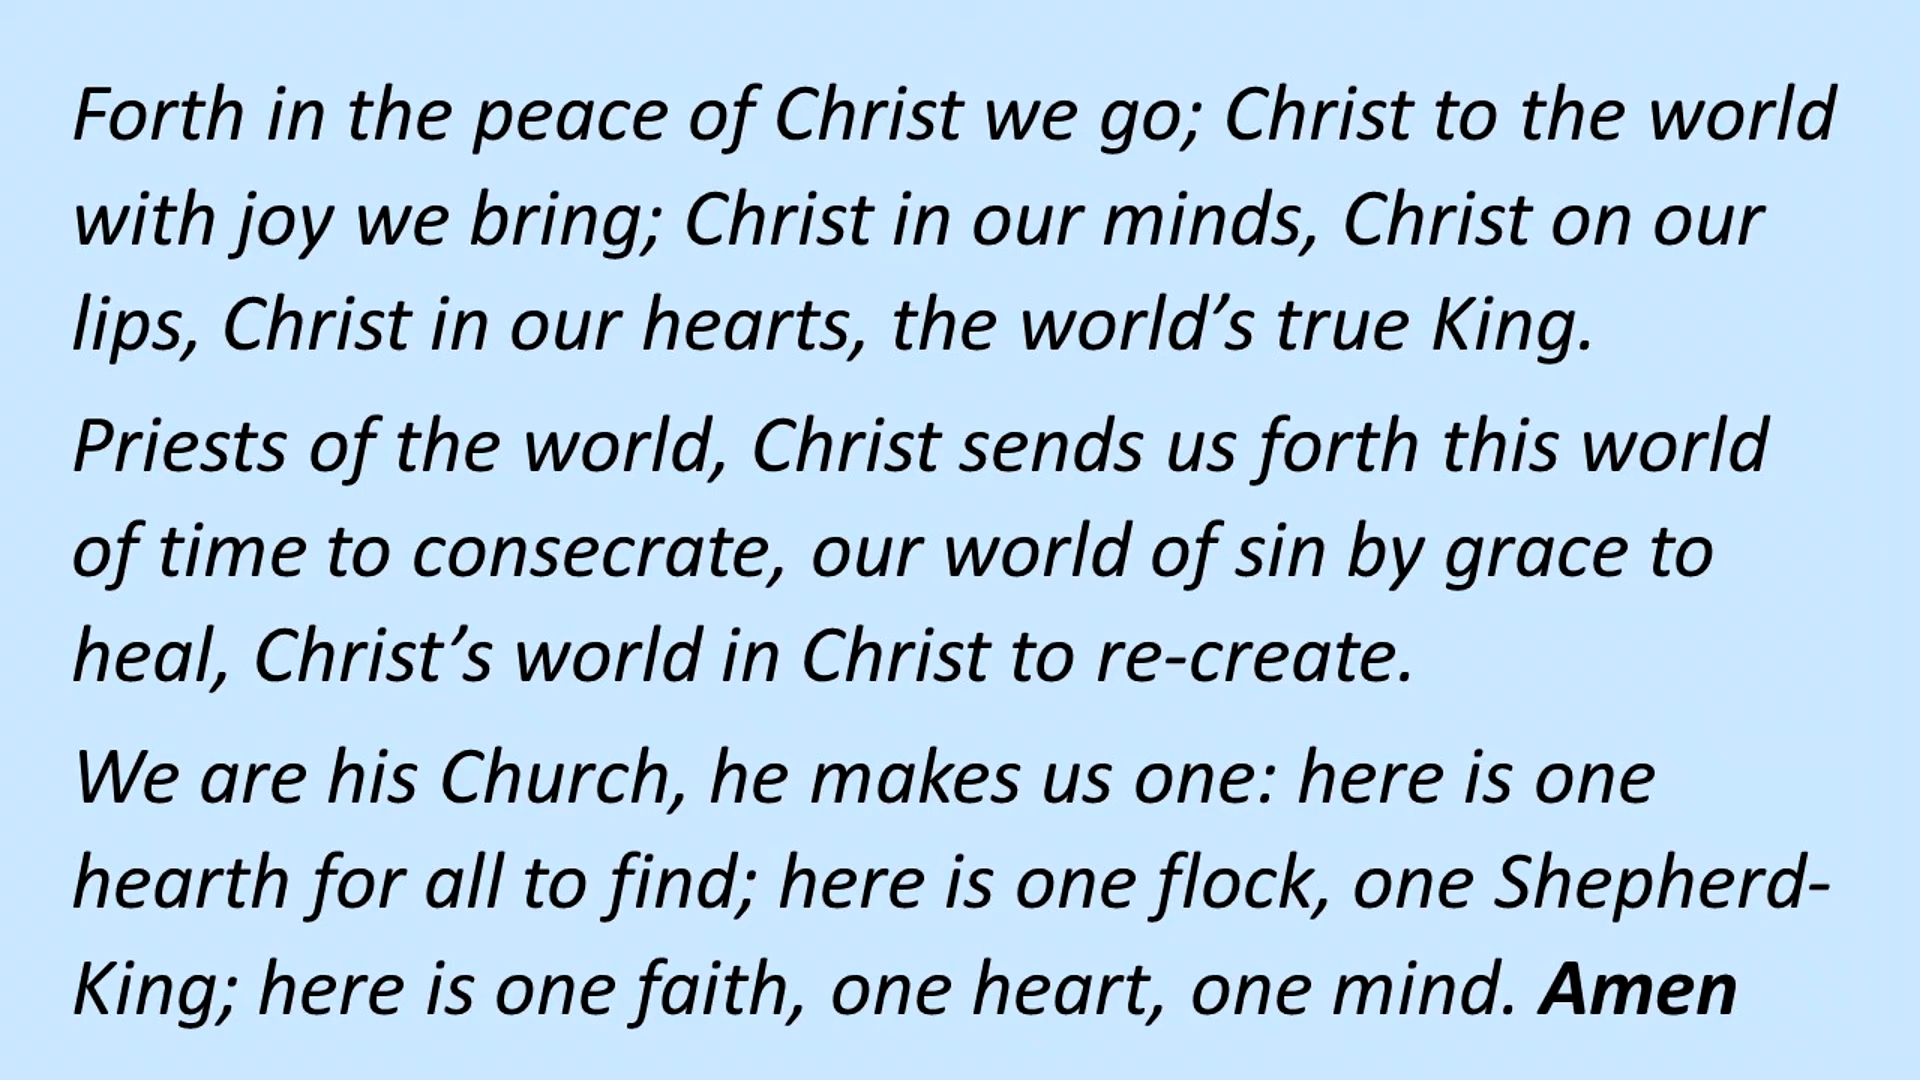 Forth in the peace of Christ we go; Christ to the world
with joy we bring; Christ in our minds, Christ on our
lips, Christ in our hearts, the world’s true King.
Priests of the world, Christ sends us forth this world
of time to consecrate, our world of sin by grace to
heal, Christ’s world in Christ to re-create.
We are his Church, he makes us one: here is one
hearth for all to find; here is one flock, one Shepherd-
King; here is one faith, one heart, one mind. Amen